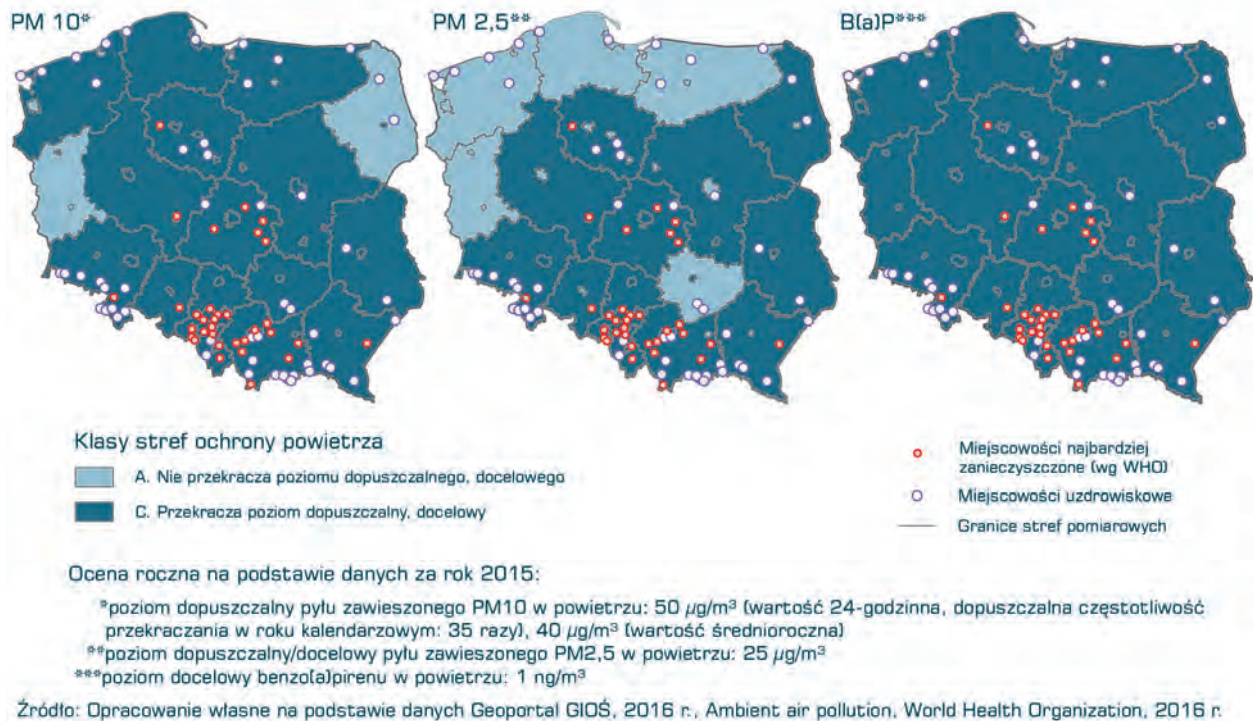 PM 10*
PM 2,5**
B(a)P***
Klasy stref ochrony powietrza
A. Nie przekracza poziomu dopuszczalnego, docelowego
C. Przekracza poziom dopuszczalny, docelowy
Miejscowości najbardziej
zanieczyszczone (wg WHO)
Miejscowości uzdrowiskowe
Granice stref pomiarowych
Ocena roczna na podstawie danych za rok 2015:
*poziom dopuszczalny pyłu zawieszonego PM10 w powietrzu: 50 µg/m³ (wartość 24-godzinna, dopuszczalna częstotliwość
przekraczania w roku kalendarzowym: 35 razy), 40 µg/m³ (wartość średnioroczna)
**poziom dopuszczalny/docelowy pyłu zawieszonego PM2,5 w powietrzu: 25 µg/m³
***poziom docelowy benzo(a)pirenu w powietrzu: 1 ng/m³
Źródło: Opracowanie własne na podstawie danych Geoportal GIOŚ, 2016 r., Ambient air pollution, World Health Organization, 2016 r.